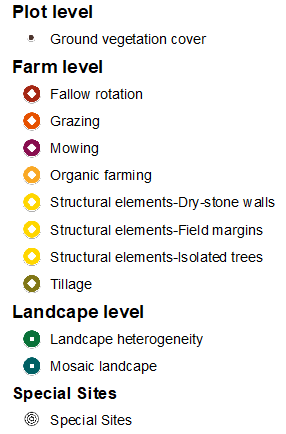 Plot level
Ground vegetation cover
Farm level
Fallow rotation
Grazing
Mowing
Organic farming
Structural elements-Dry-stone walls
Structural elements-Field margins
Structural elements-Isolated trees
Tillage
Landcape level
Landcape heterogeneity
Mosaic landscape
Special Sites
Special Sites